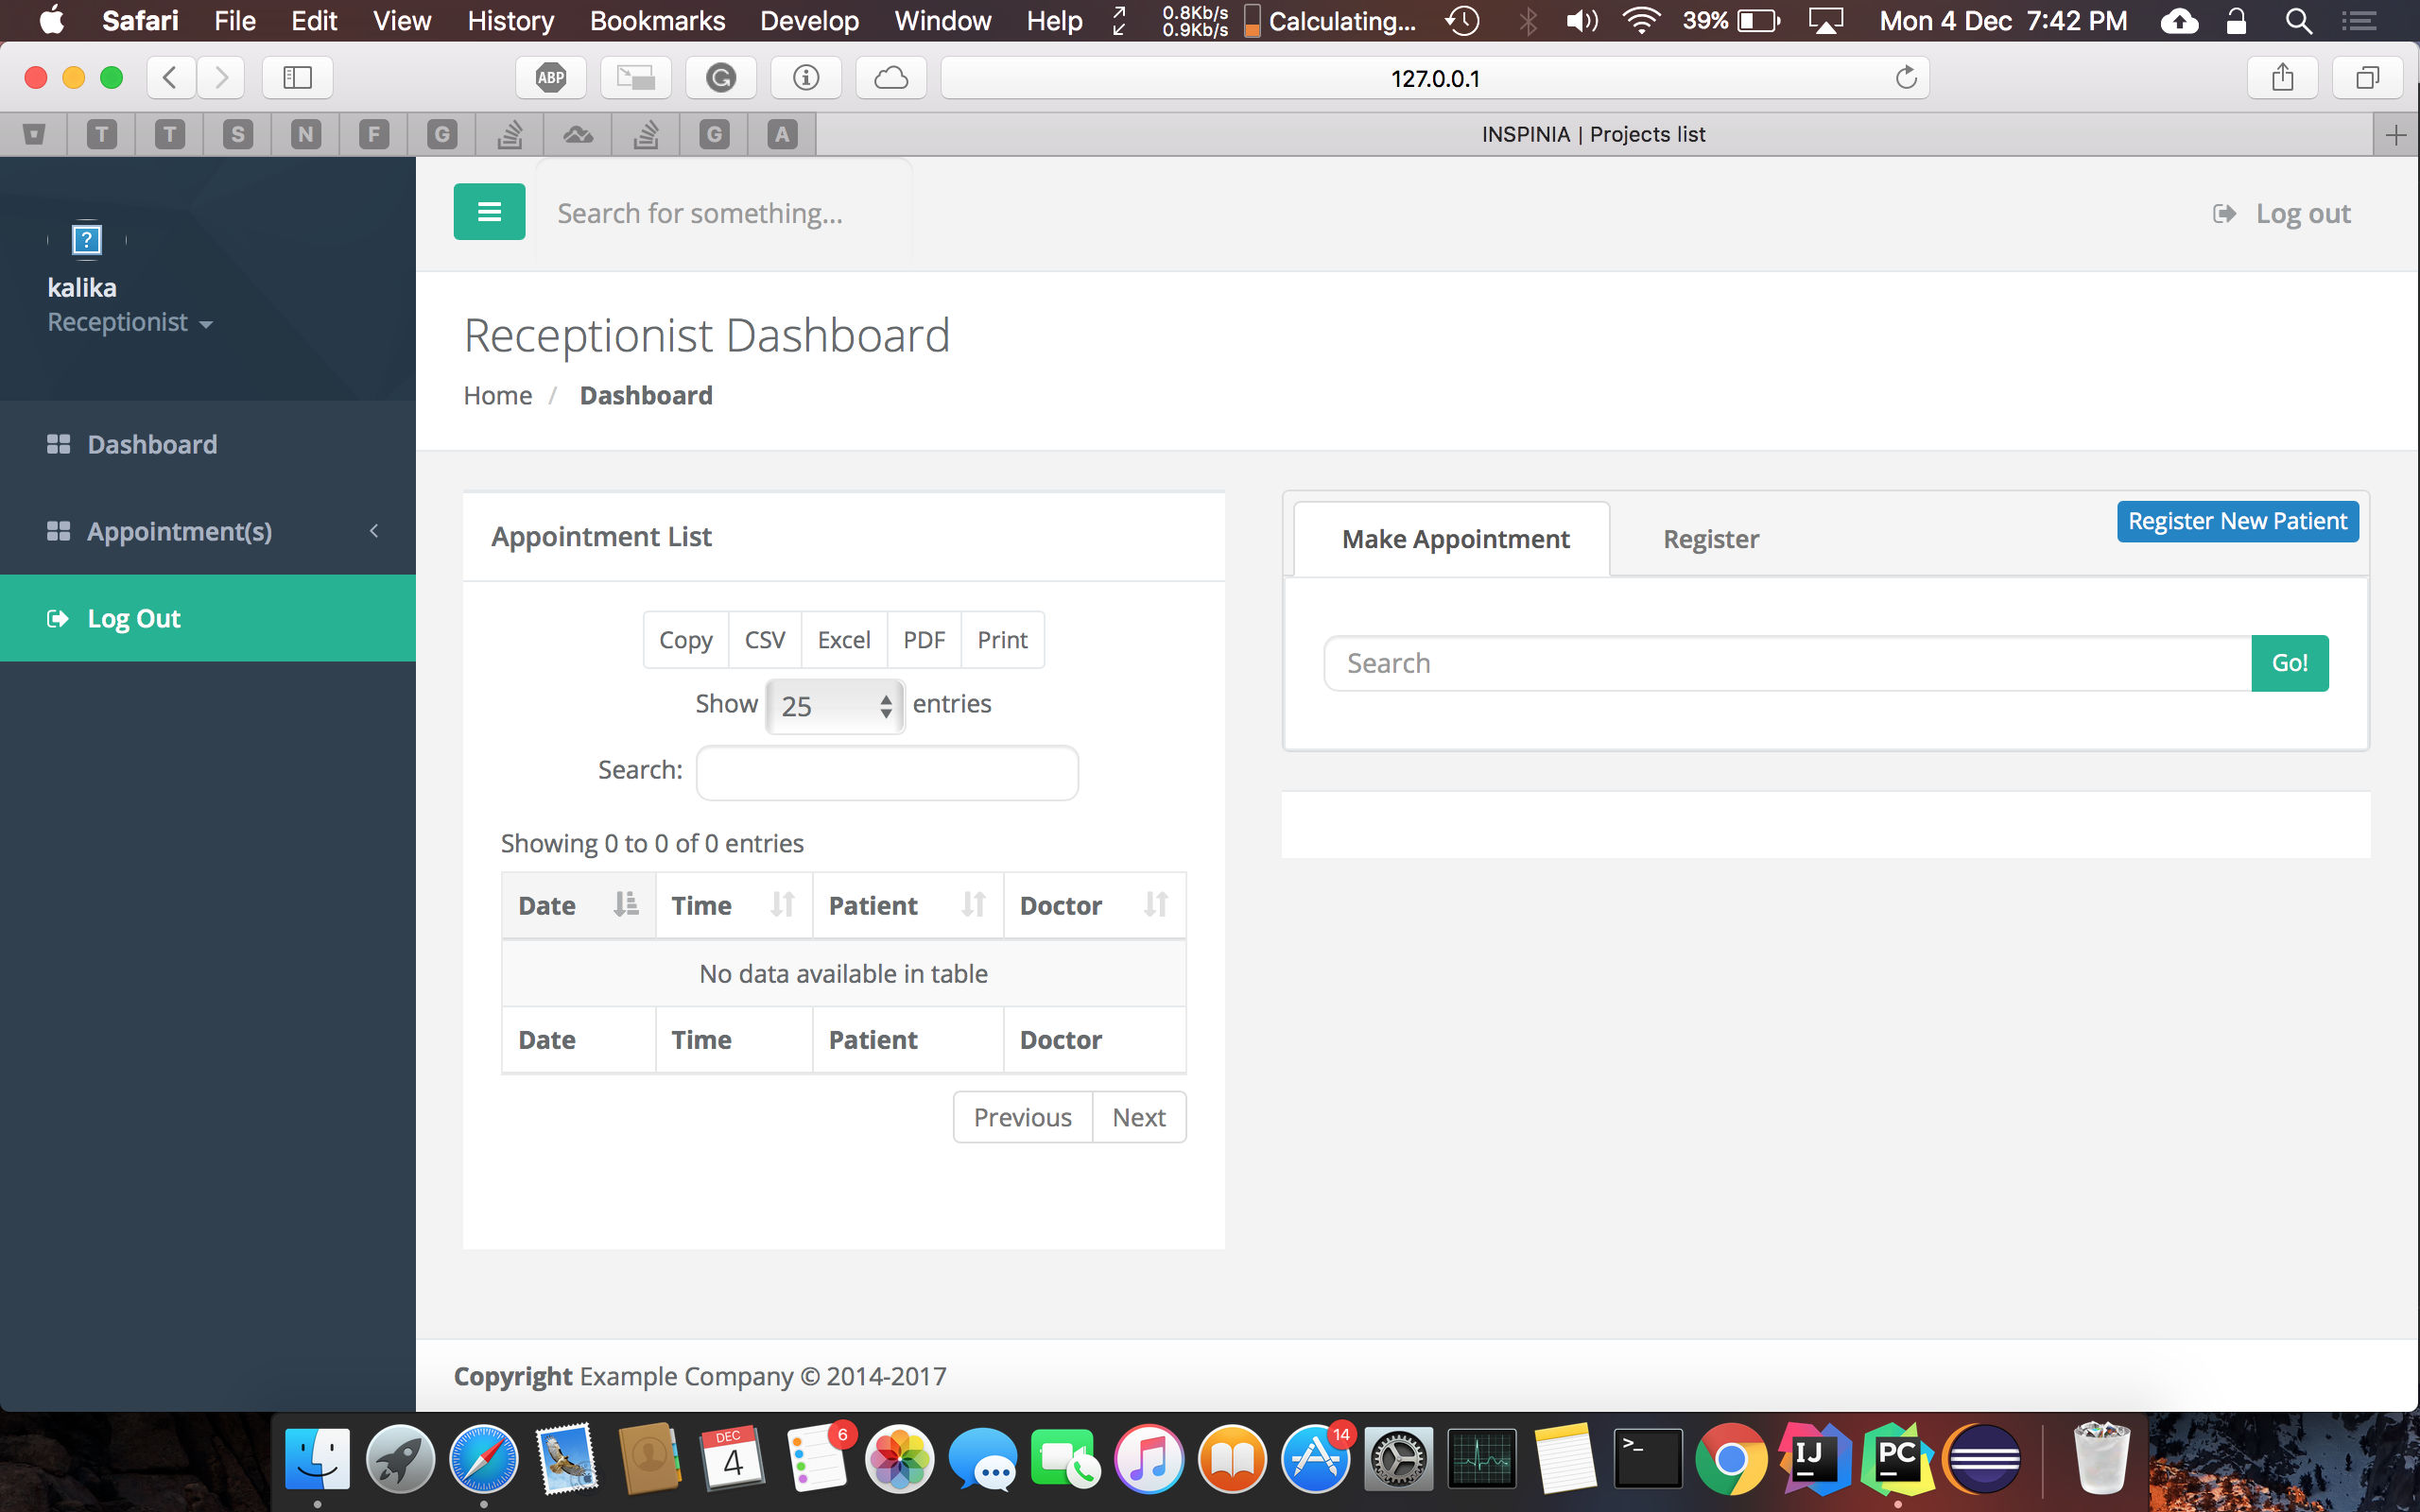 Safari File Edit View History Bookmarks Develop Window Help 0.8Kb/s 0.9Kb/s Calculating... 39% Mon 4 Dec 7:42 PM
ABP 127.0.0.1
T T S N F G G A INSPINIA | Projects list
Search for something... Log out
?
kalika
Receptionist
Receptionist Dashboard
Home / Dashboard
Dashboard
Appointment(s)
Log Out
Appointment List
Copy CSV Excel PDF Print
Show 25 entries
Search:
Showing 0 to 0 of 0 entries
Date Time Patient Doctor
No data available in table
Date Time Patient Doctor
Previous Next
Make Appointment Register Register New Patient
Search Go!
Copyright Example Company © 2014-2017
DEC
4
6
14
>_
IJ
PC